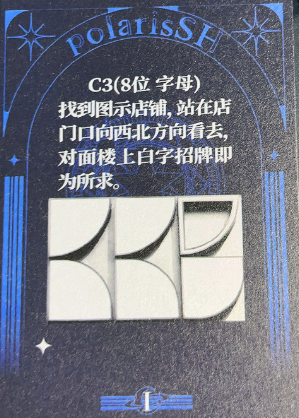 polarisSH
C3(8位 字母)
找到图示店铺, 站在店
门口向西北方向看去,
对面楼上白字招牌即
为所求。
I